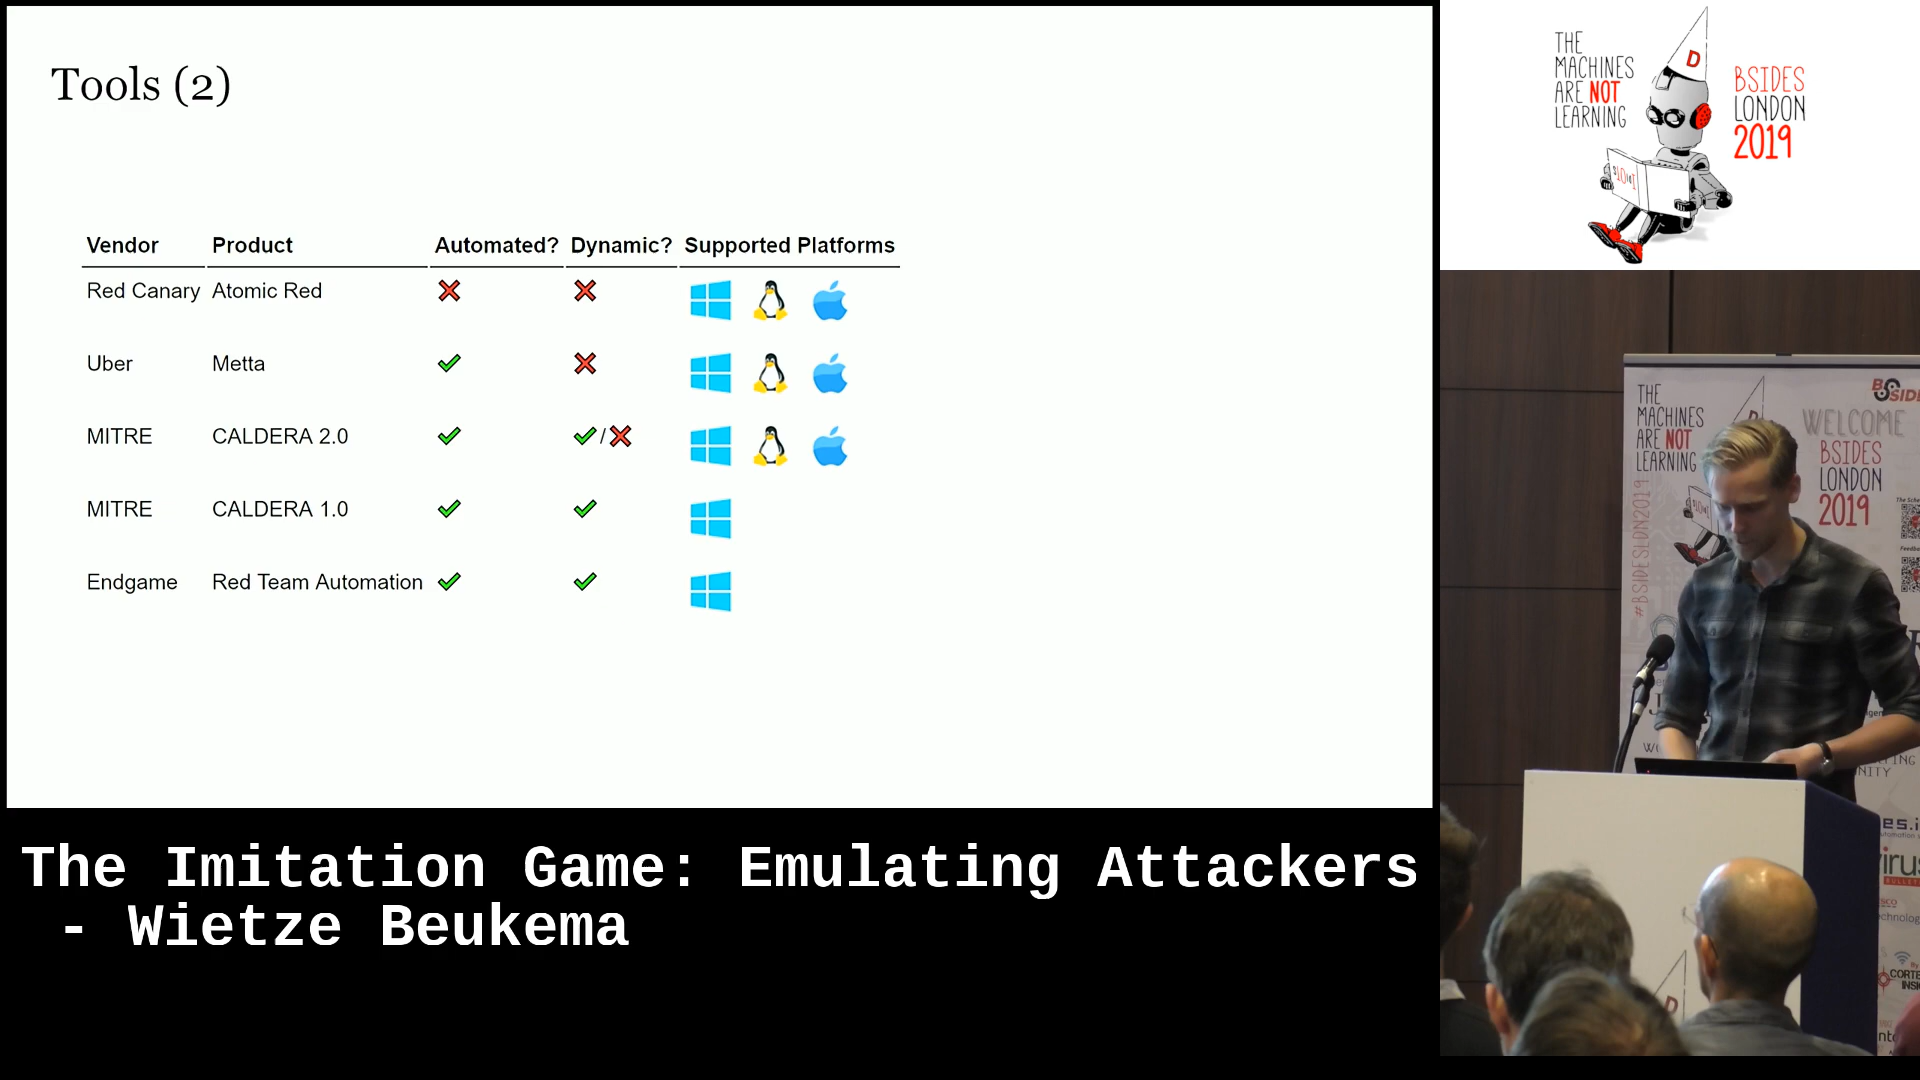 Tools (2)
Vendor Product Automated? Dynamic? Supported Platforms
Red Canary Atomic Red
Uber Metta
MITRE CALDERA 2.0
/
MITRE CALDERA 1.0
Endgame Red Team Automation
The Imitation Game: Emulating Attackers
- Wietze Beukema
THE
MACHINES
ARE NOT
LEARNING
D
BSIDES
LONDON
2019
THE
MACHINES
ARE NOT
LEARNING
WELCOME
BSIDES
LONDON
2019
#BSIDESLDN2019
D